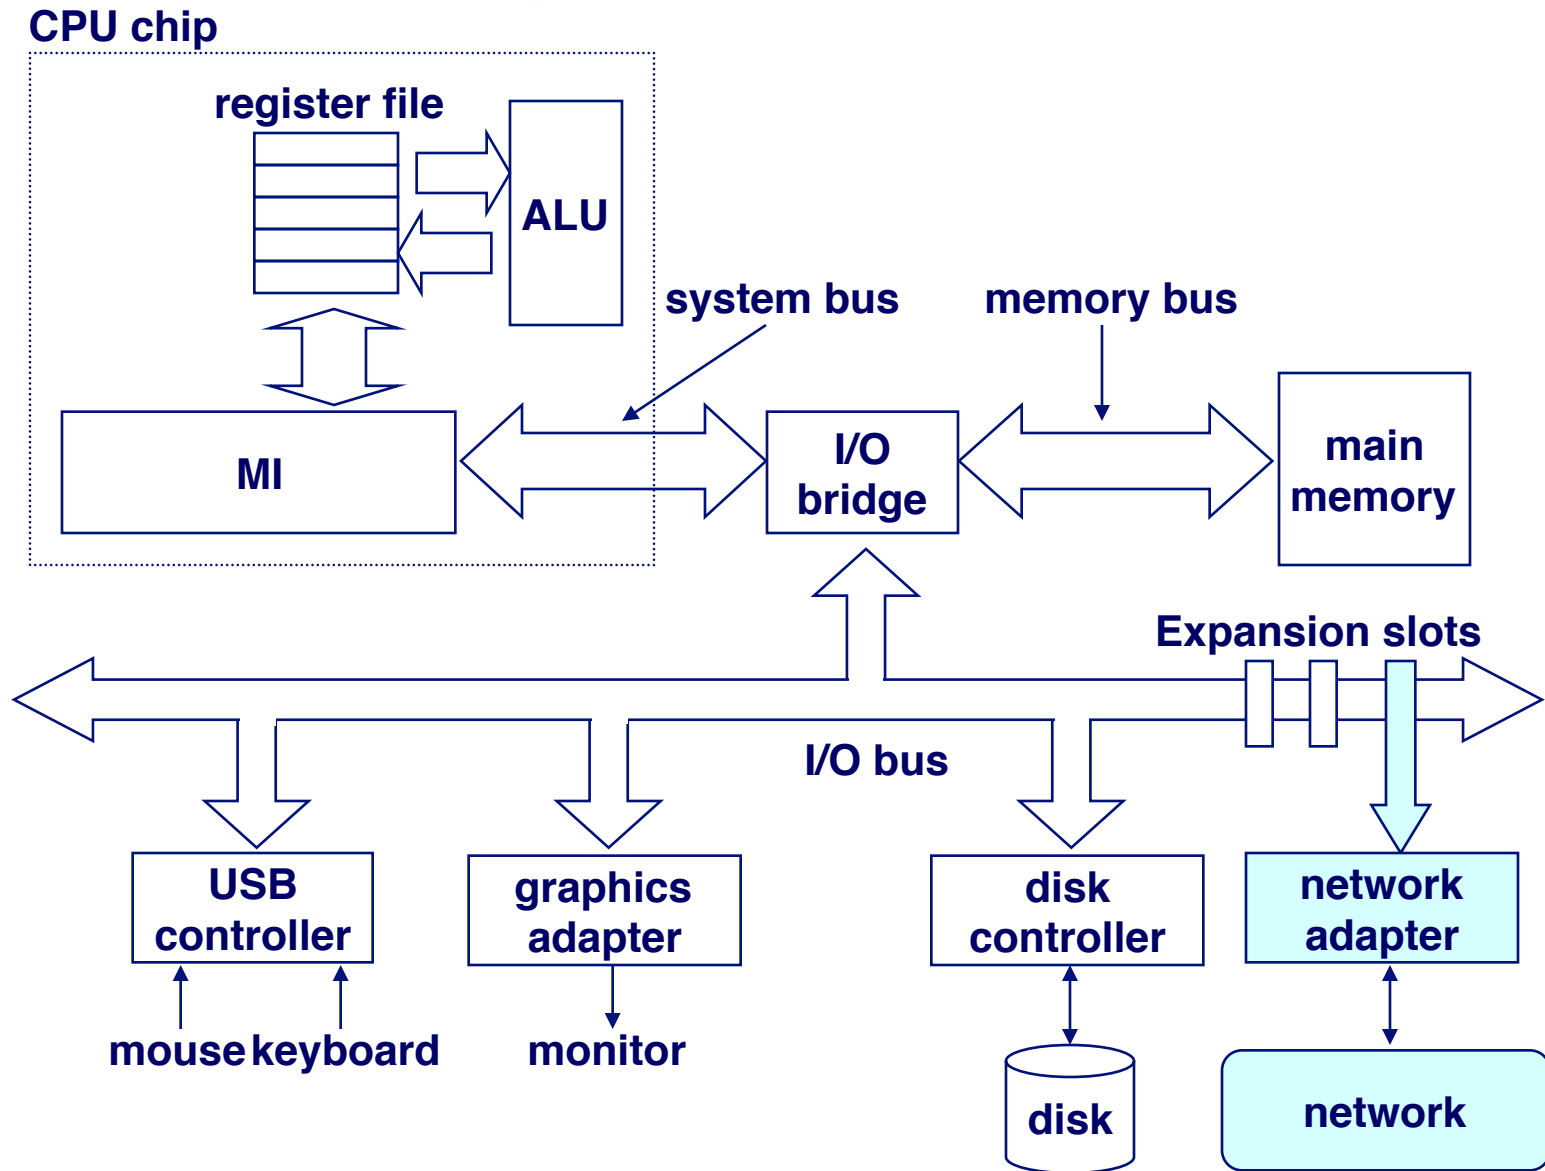 CPU chip
register file
ALU
system bus
memory bus
MI
I/O
bridge
main
memory
Expansion slots
I/O bus
USB
controller
graphics
adapter
disk
controller
network
adapter
mouse
keyboard
monitor
disk
network